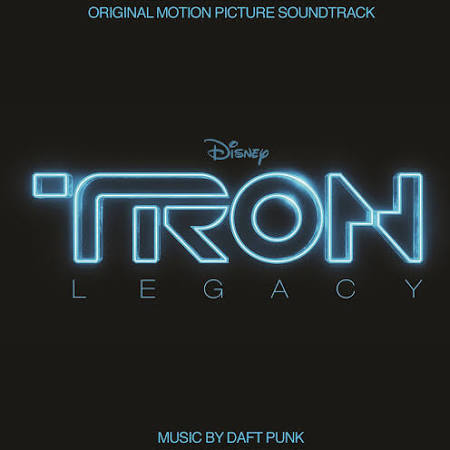 ORIGINAL MOTION PICTURE SOUNDTRACK
Disney
TRON
LEGACY
MUSIC BY DAFT PUNK